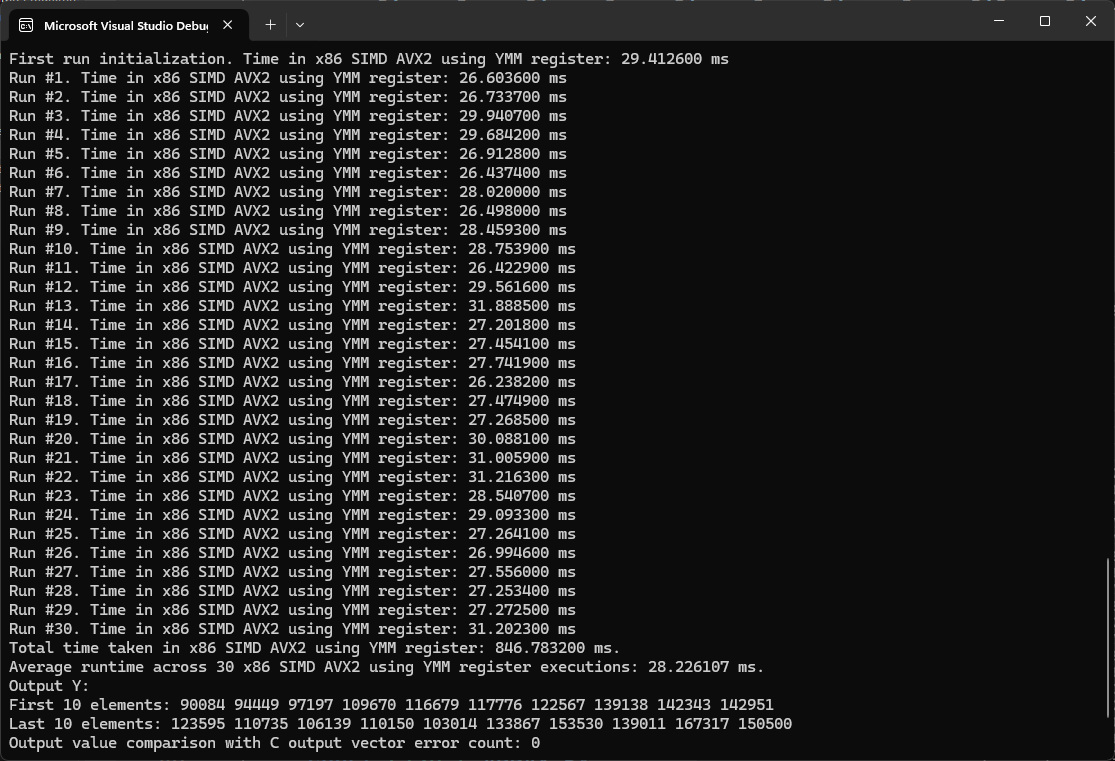 Microsoft Visual Studio Debug
First run initialization. Time in x86 SIMD AVX2 using YMM register: 29.412600 ms
Run #1. Time in x86 SIMD AVX2 using YMM register: 26.603600 ms
Run #2. Time in x86 SIMD AVX2 using YMM register: 26.733700 ms
Run #3. Time in x86 SIMD AVX2 using YMM register: 29.940700 ms
Run #4. Time in x86 SIMD AVX2 using YMM register: 29.684200 ms
Run #5. Time in x86 SIMD AVX2 using YMM register: 26.912800 ms
Run #6. Time in x86 SIMD AVX2 using YMM register: 26.437400 ms
Run #7. Time in x86 SIMD AVX2 using YMM register: 28.020000 ms
Run #8. Time in x86 SIMD AVX2 using YMM register: 26.498000 ms
Run #9. Time in x86 SIMD AVX2 using YMM register: 28.459300 ms
Run #10. Time in x86 SIMD AVX2 using YMM register: 28.753900 ms
Run #11. Time in x86 SIMD AVX2 using YMM register: 26.422900 ms
Run #12. Time in x86 SIMD AVX2 using YMM register: 29.561600 ms
Run #13. Time in x86 SIMD AVX2 using YMM register: 31.888500 ms
Run #14. Time in x86 SIMD AVX2 using YMM register: 27.201800 ms
Run #15. Time in x86 SIMD AVX2 using YMM register: 27.454100 ms
Run #16. Time in x86 SIMD AVX2 using YMM register: 27.741900 ms
Run #17. Time in x86 SIMD AVX2 using YMM register: 26.238200 ms
Run #18. Time in x86 SIMD AVX2 using YMM register: 27.474900 ms
Run #19. Time in x86 SIMD AVX2 using YMM register: 27.268500 ms
Run #20. Time in x86 SIMD AVX2 using YMM register: 30.088100 ms
Run #21. Time in x86 SIMD AVX2 using YMM register: 31.005900 ms
Run #22. Time in x86 SIMD AVX2 using YMM register: 31.216300 ms
Run #23. Time in x86 SIMD AVX2 using YMM register: 28.540700 ms
Run #24. Time in x86 SIMD AVX2 using YMM register: 29.093300 ms
Run #25. Time in x86 SIMD AVX2 using YMM register: 27.264100 ms
Run #26. Time in x86 SIMD AVX2 using YMM register: 26.994600 ms
Run #27. Time in x86 SIMD AVX2 using YMM register: 27.556000 ms
Run #28. Time in x86 SIMD AVX2 using YMM register: 27.253400 ms
Run #29. Time in x86 SIMD AVX2 using YMM register: 27.272500 ms
Run #30. Time in x86 SIMD AVX2 using YMM register: 31.202300 ms
Total time taken in x86 SIMD AVX2 using YMM register: 846.783200 ms.
Average runtime across 30 x86 SIMD AVX2 using YMM register executions: 28.226107 ms.
Output Y:
First 10 elements: 90084 94449 97197 109670 116679 117776 122567 139138 142343 142951
Last 10 elements: 123595 110735 106139 110150 103014 133867 153530 139011 167317 150500
Output value comparison with C output vector error count: 0